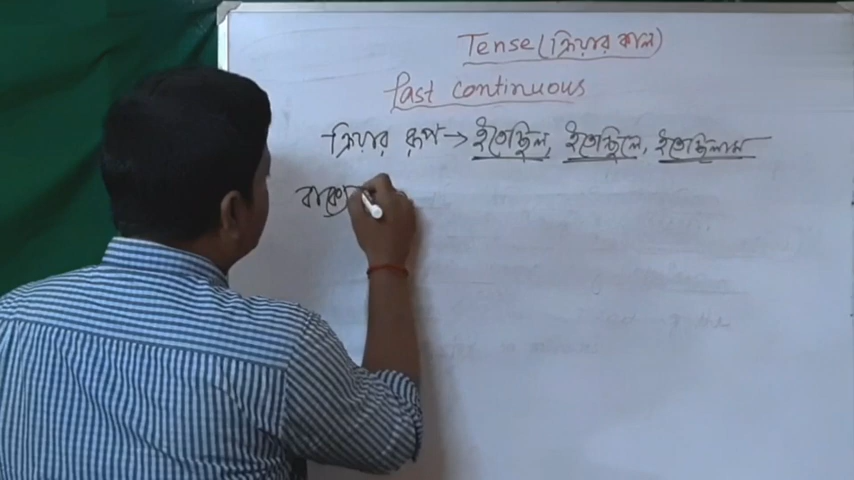 Tense (ক্রিয়ার কাল)
Past continuous
ক্রিয়ার রূপ → ইতেছিল, ইতেছিলে, ইতেছিলাম
বাক্যে